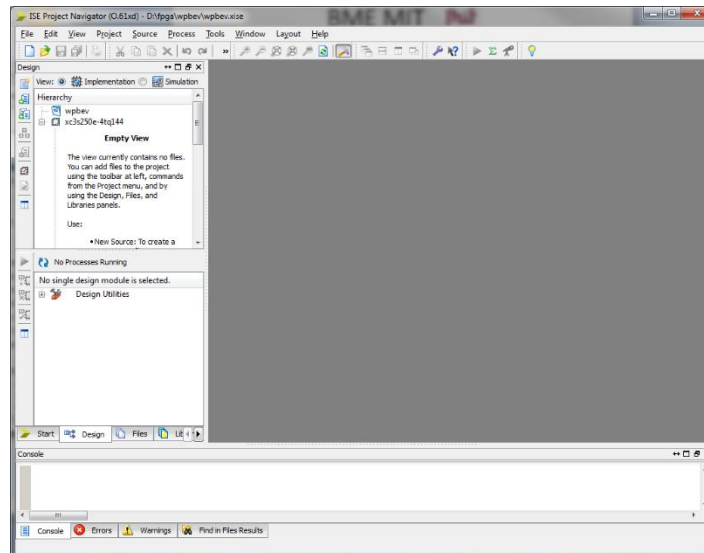 ISE Project Navigator (O.61xd) - D:\fpga\wpbev\wpbev.xise
BME MIT
File Edit View Project Source Process Tools Window Layout Help
Design
View: Implementation Simulation
Hierarchy
wpbev
xc3s250e-4tq144
Empty View
The view currently contains no files.
You can add files to the project
using the toolbar at left, commands
from the Project menu, and by
using the Design, Files, and
Libraries panels.
Use:
• New Source: To create a
No Processes Running
No single design module is selected.
Design Utilities
Start Design Files Lib
Console
Console Errors Warnings Find in Files Results